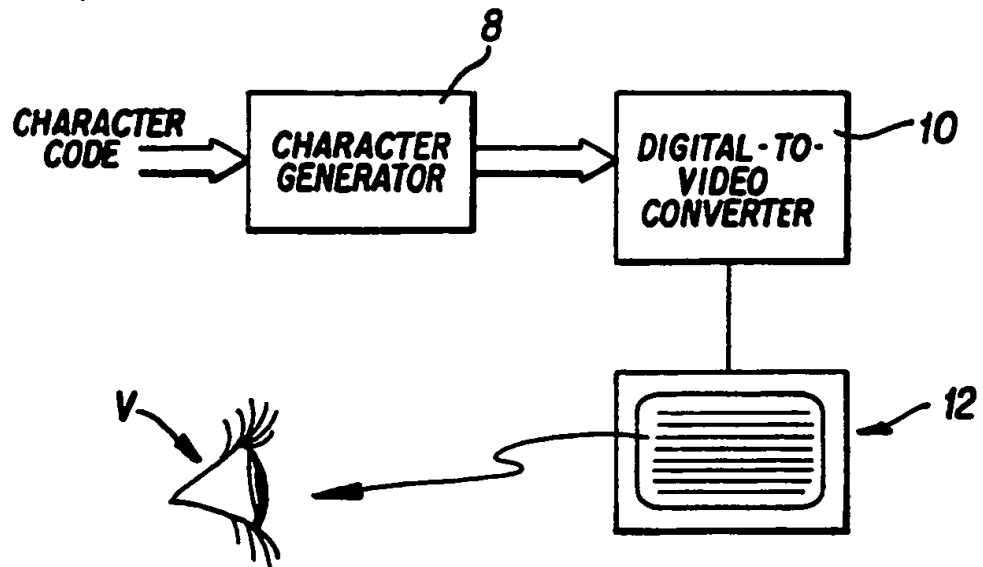 8
CHARACTER
CODE
CHARACTER
GENERATOR
DIGITAL-TO-
VIDEO
CONVERTER
10
V
12